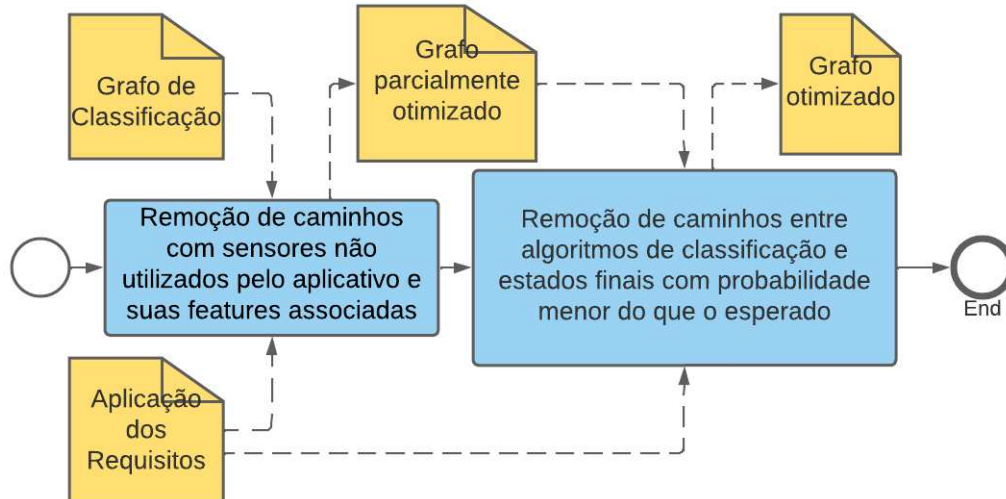 Grafo de
Classificação
Grafo
parcialmente
otimizado
Grafo
otimizado
Remoção de caminhos
com sensores não
utilizados pelo aplicativo e
suas features associadas
Remoção de caminhos entre
algoritmos de classificação e
estados finais com probabilidade
menor do que o esperado
End
Aplicação
dos
Requisitos